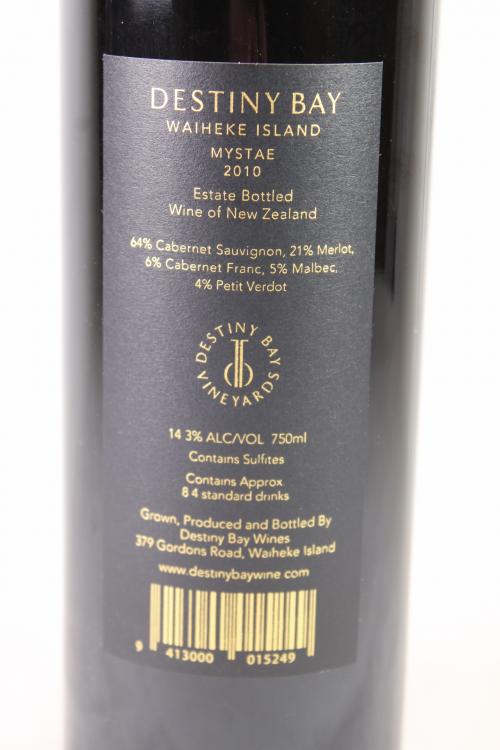 DESTINY BAY
WAIHEKE ISLAND
MYSTAE
2010
Estate Bottled
Wine of New Zealand
64% Cabernet Sauvignon, 21% Merlot,
6% Cabernet Franc, 5% Malbec,
4% Petit Verdot
DESTINY BAY
VINEYARDS
14 3% ALC/VOL 750ml
Contains Sulfites
Contains Approx
8 4 standard drinks
Grown, Produced and Bottled By
Destiny Bay Wines
379 Gordons Road, Waiheke Island
www.destinybaywine.com
9 413000 015249